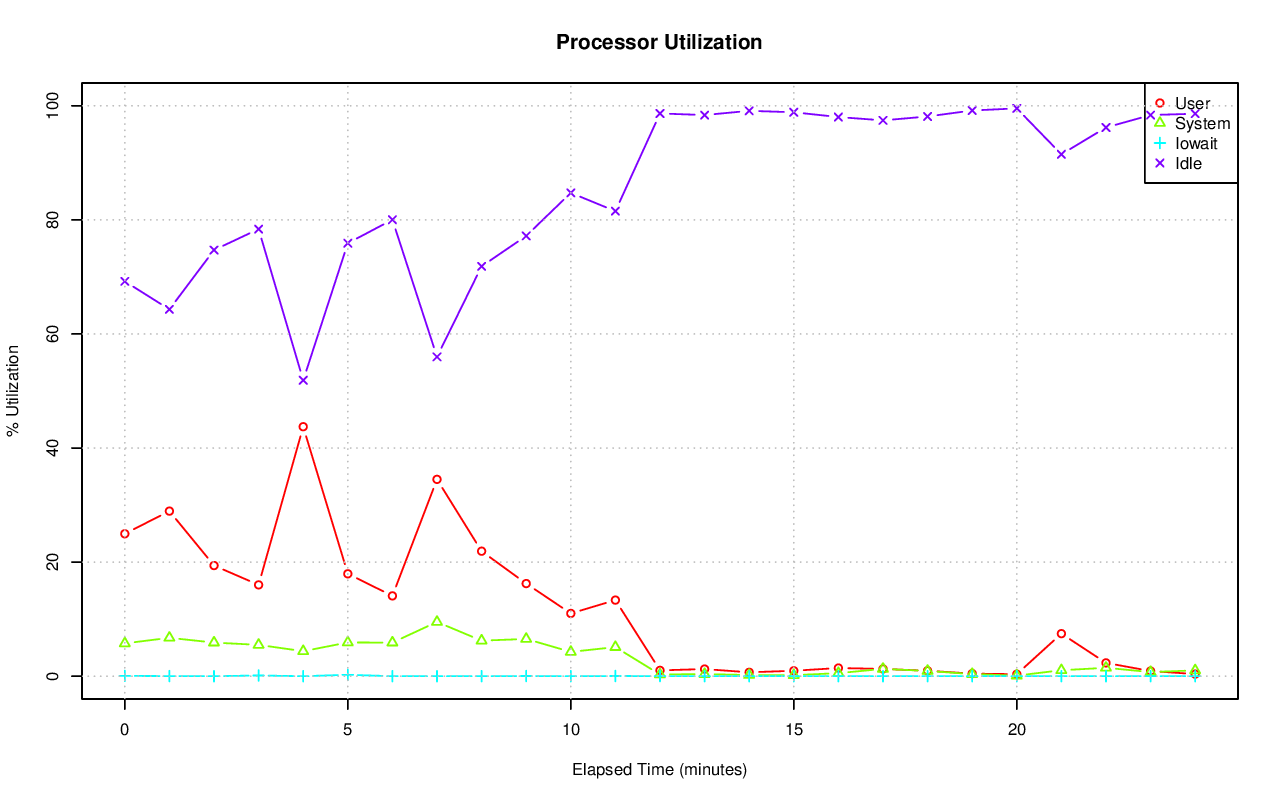 Processor Utilization
% Utilization
100
80
60
40
20
0
User
System
Iowait
Idle
0 5 10 15 20
Elapsed Time (minutes)